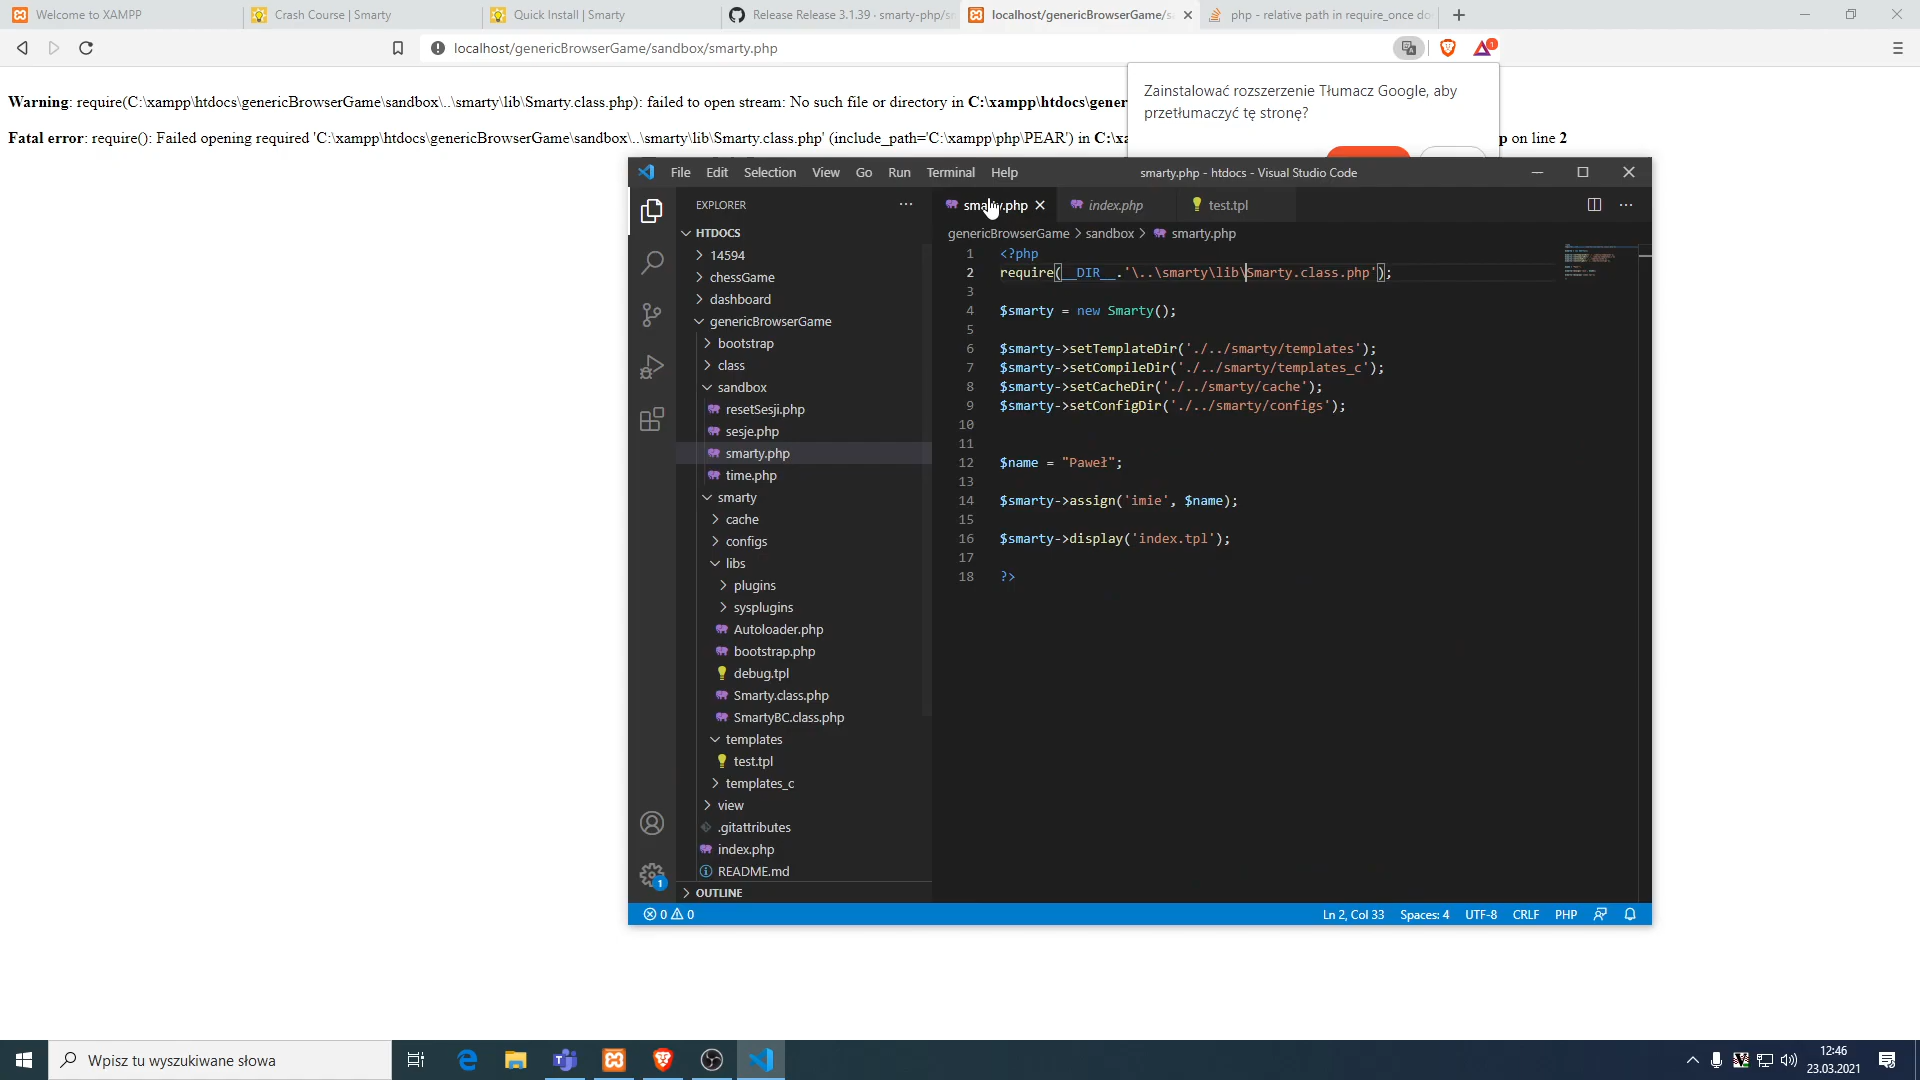 Welcome to XAMPP
Crash Course | Smarty
Quick Install | Smarty
Release Release 3.1.39 · smarty-php/sm
localhost/genericBrowserGame/s
php - relative path in require_once do
localhost/genericBrowserGame/sandbox/smarty.php
1
Warning: require(C:\xampp\htdocs\genericBrowserGame\sandbox\..\smarty\lib\Smarty.class.php): failed to open stream: No such file or directory in C:\xampp\htdocs\gener
Zainstalować rozszerzenie Tłumacz Google, aby
przetłumaczyć tę stronę?
Fatal error: require(): Failed opening required 'C:\xampp\htdocs\genericBrowserGame\sandbox\..\smarty\lib\Smarty.class.php' (include_path='C:\xampp\php\PEAR') in C:\xa
p on line 2
File Edit Selection View Go Run Terminal Help
smarty.php - htdocs - Visual Studio Code
EXPLORER
smarty.php
index.php
test.tpl
HTDOCS
genericBrowserGame > sandbox > smarty.php
14594
chessGame
dashboard
genericBrowserGame
bootstrap
class
sandbox
resetSesji.php
sesje.php
smarty.php
time.php
smarty
cache
configs
libs
plugins
sysplugins
Autoloader.php
bootstrap.php
debug.tpl
Smarty.class.php
SmartyBC.class.php
templates
test.tpl
templates_c
view
.gitattributes
index.php
README.md
OUTLINE
1
1 <?php
2 require(__DIR__.'\..\smarty\lib\Smarty.class.php');
3
4 $smarty = new Smarty();
5
6 $smarty->setTemplateDir('./../smarty/templates');
7 $smarty->setCompileDir('./../smarty/templates_c');
8 $smarty->setCacheDir('./../smarty/cache');
9 $smarty->setConfigDir('./../smarty/configs');
10
11
12 $name = "Paweł";
13
14 $smarty->assign('imie', $name);
15
16 $smarty->display('index.tpl');
17
18 ?>
0 0
Ln 2, Col 33 Spaces: 4 UTF-8 CRLF PHP
Wpisz tu wyszukiwane słowa
12:46
23.03.2021